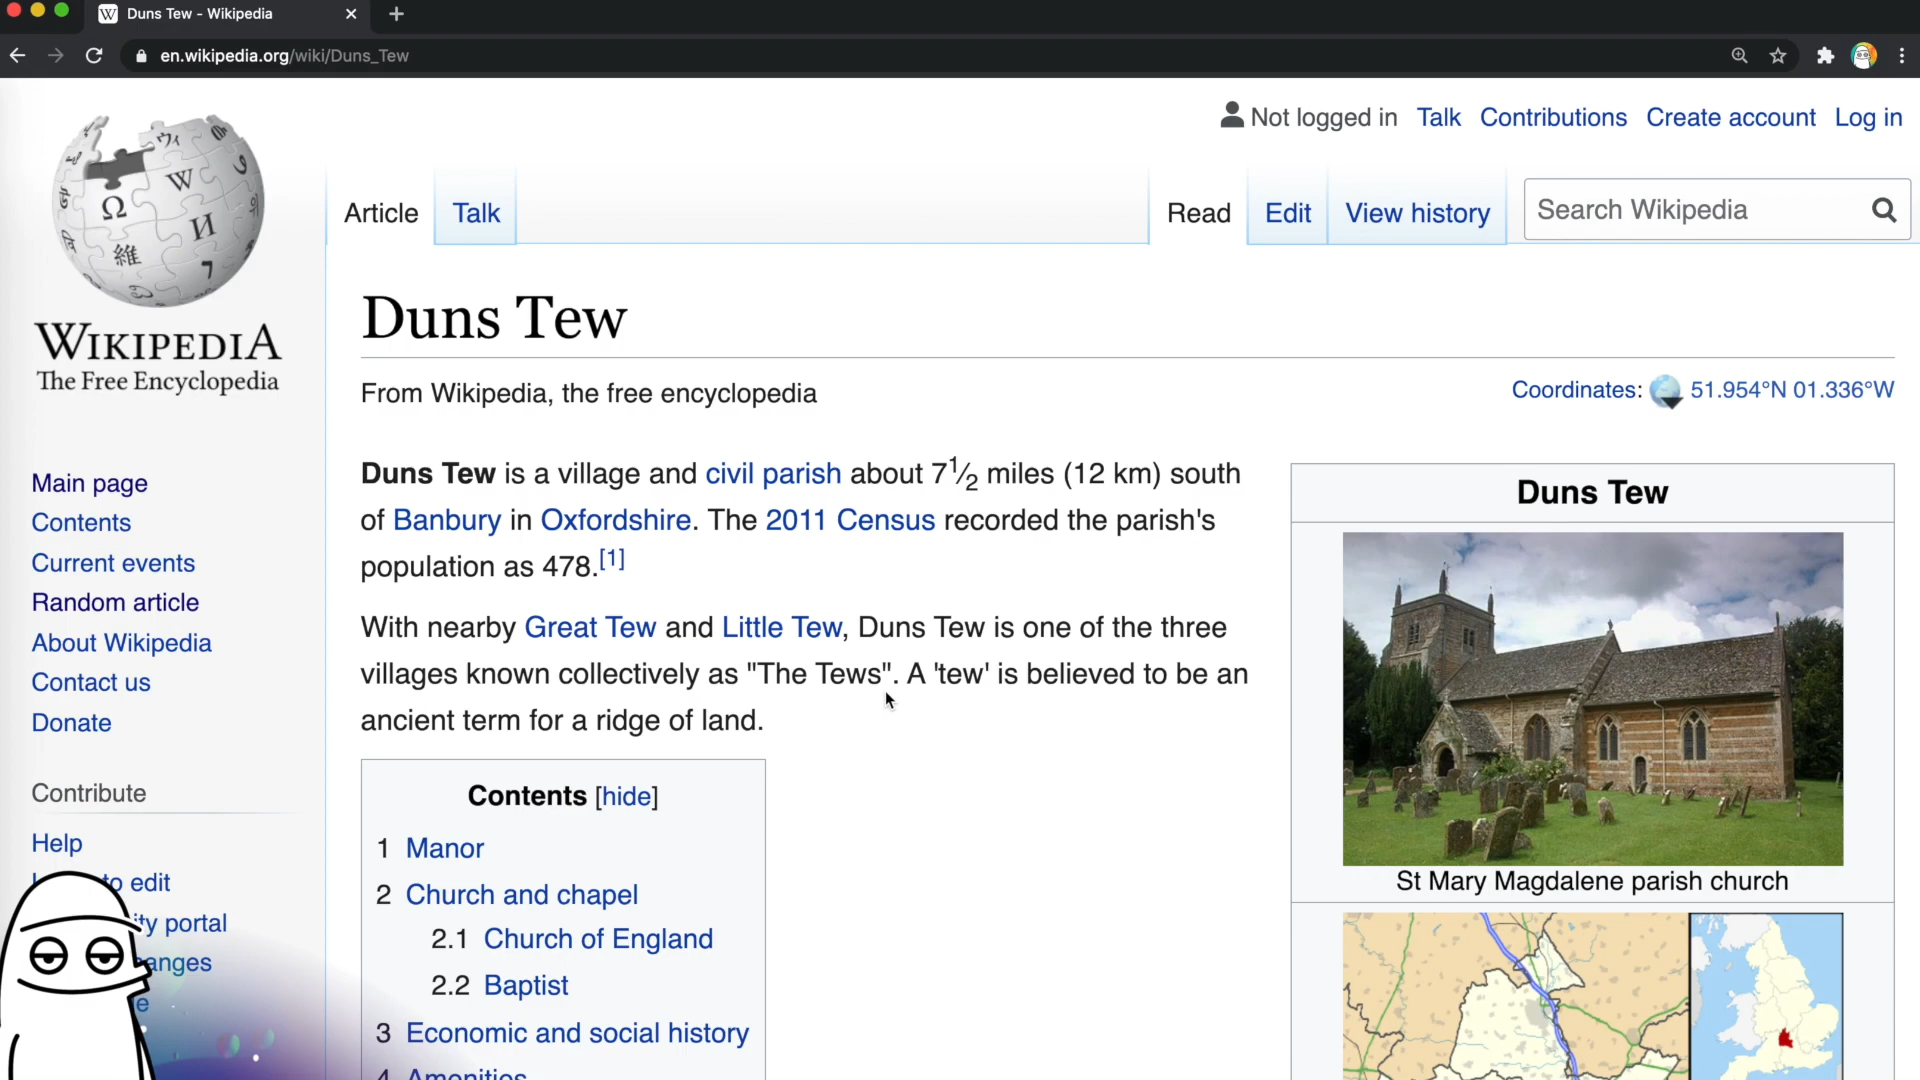 Duns Tew - Wikipedia
en.wikipedia.org/wiki/Duns_Tew
Not logged in Talk Contributions Create account Log in
Article Talk Read Edit View history Search Wikipedia
WIKIPEDIA
The Free Encyclopedia
Main page
Contents
Current events
Random article
About Wikipedia
Contact us
Donate
Contribute
Help
to edit
portal
Duns Tew
From Wikipedia, the free encyclopedia
Coordinates: 51.954°N 01.336°W
Duns Tew is a village and civil parish about 7½ miles (12 km) south
of Banbury in Oxfordshire. The 2011 Census recorded the parish's
population as 478.[1]
With nearby Great Tew and Little Tew, Duns Tew is one of the three
villages known collectively as "The Tews". A 'tew' is believed to be an
ancient term for a ridge of land.
Contents [hide]
1 Manor
2 Church and chapel
2.1 Church of England
2.2 Baptist
3 Economic and social history
4 Amenities
Duns Tew
St Mary Magdalene parish church